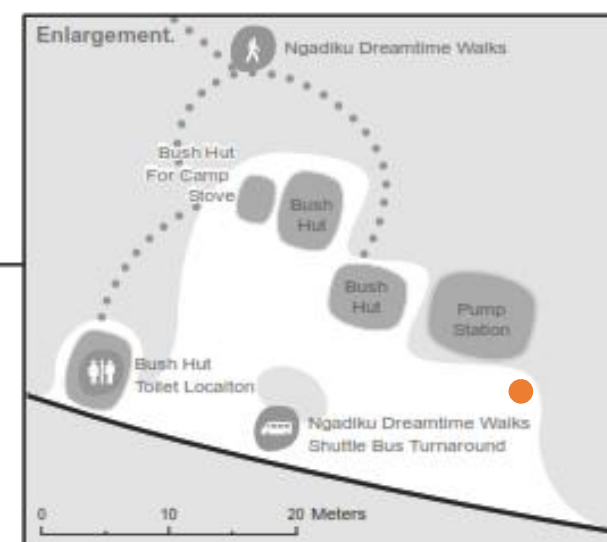 Enlargement.
Ngadiku Dreamtime Walks
Bush Hut
For Camp
Stove
Bush
Hut
Bush
Hut
Pump
Station
Bush Hut
Toilet Locaiton
Ngadiku Dreamtime Walks
Shuttle Bus Turnaround
0 10 20 Meters